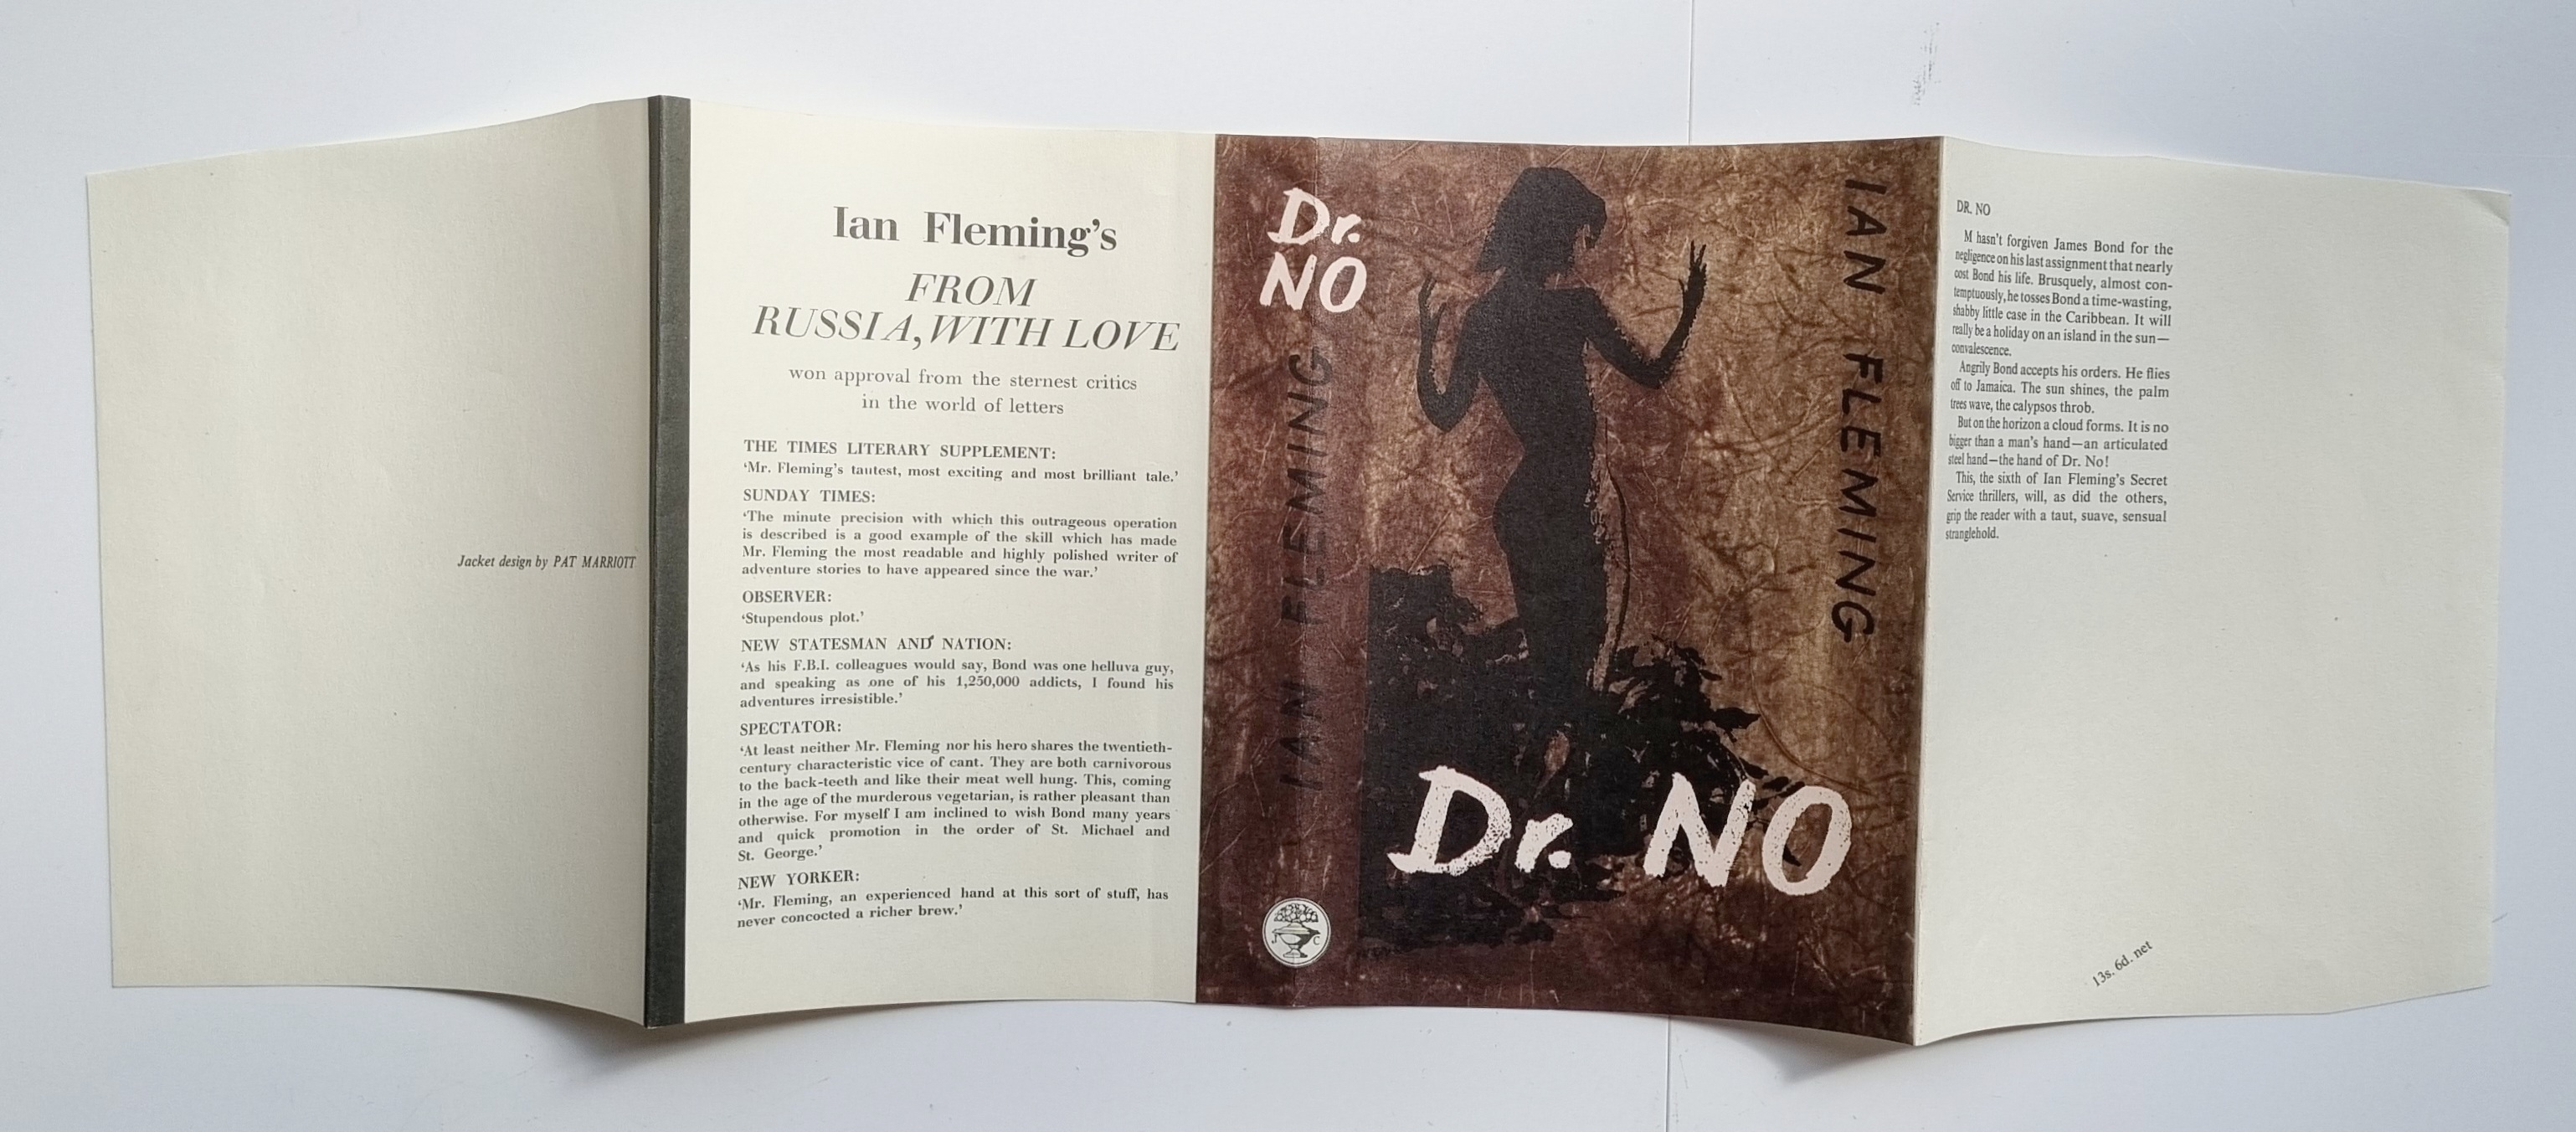 Jacket design by PAT MARRIOTT
Ian Fleming's
FROM
RUSSIA, WITH LOVE
won approval from the sternest critics
in the world of letters
THE TIMES LITERARY SUPPLEMENT:
‘Mr. Fleming's tautest, most exciting and most brilliant tale.’
SUNDAY TIMES:
‘The minute precision with which this outrageous operation
is described is a good example of the skill which has made
Mr. Fleming the most readable and highly polished writer of
adventure stories to have appeared since the war.’
OBSERVER:
‘Stupendous plot.’
NEW STATESMAN AND NATION:
‘As his F.B.I. colleagues would say, Bond was one helluva guy,
and speaking as one of his 1,250,000 addicts, I found his
adventures irresistible.’
SPECTATOR:
‘At least neither Mr. Fleming nor his hero shares the twentieth-
century characteristic vice of cant. They are both carnivorous
to the back-teeth and like their meat well hung. This, coming
in the age of the murderous vegetarian, is rather pleasant than
otherwise. For myself I am inclined to wish Bond many years
and quick promotion in the order of St. Michael and
St. George.’
NEW YORKER:
‘Mr. Fleming, an experienced hand at this sort of stuff, has
never concocted a richer brew.’
Dr.
NO
IAN FLEMING
J C
IAN FLEMING
Dr. NO
DR. NO
M hasn't forgiven James Bond for the
negligence on his last assignment that nearly
cost Bond his life. Brusquely, almost con-
temptuously, he tosses Bond a time-wasting,
shabby little case in the Caribbean. It will
really be a holiday on an island in the sun—
convalescence.
Angrily Bond accepts his orders. He flies
off to Jamaica. The sun shines, the palm
trees wave, the calypsos throb.
But on the horizon a cloud forms. It is no
bigger than a man's hand—an articulated
steel hand—the hand of Dr. No!
This, the sixth of Ian Fleming's Secret
Service thrillers, will, as did the others,
grip the reader with a taut, suave, sensual
stranglehold.
13s. 6d. net